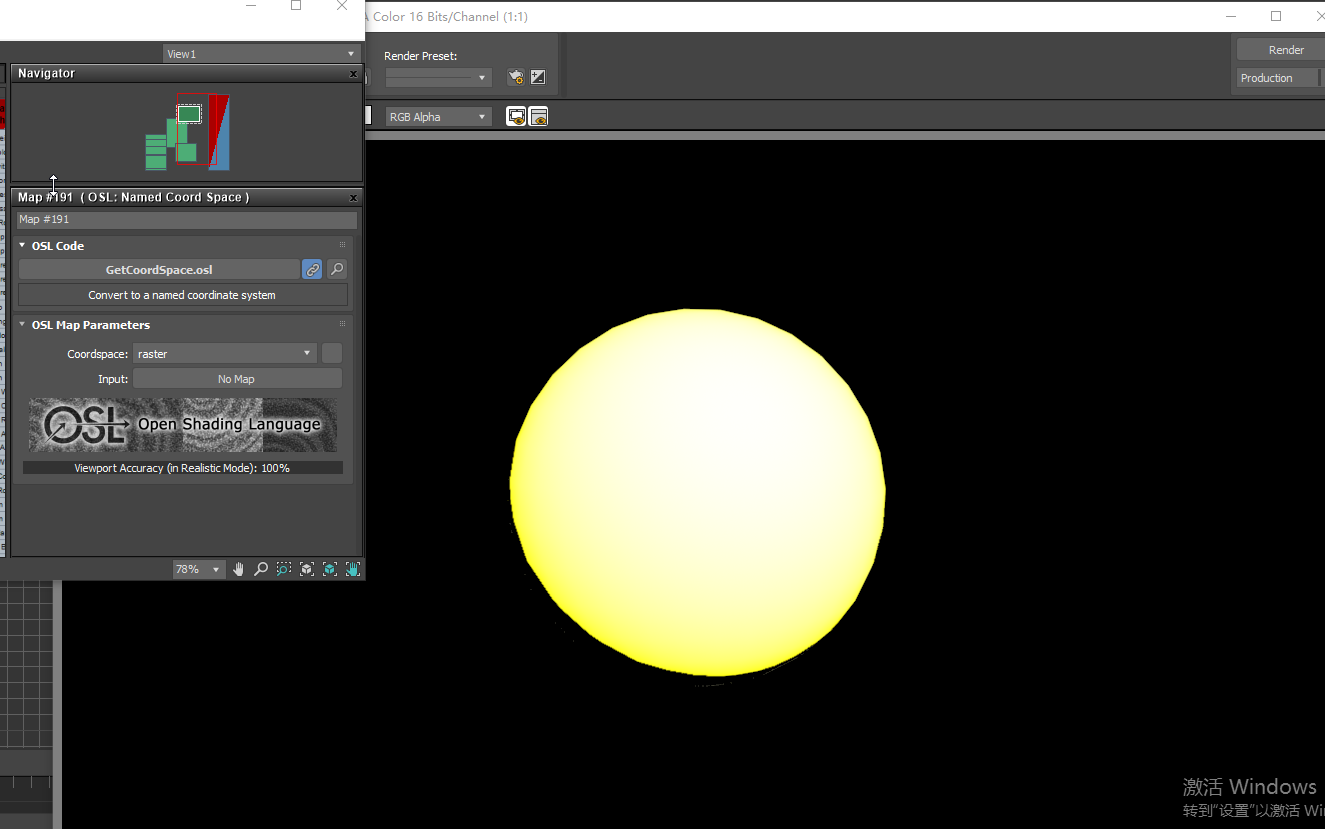 Color 16 Bits/Channel (1:1)
View1
Render Preset:
Render
Navigator
x
Production
RGB Alpha
Map #191 ( OSL: Named Coord Space )
x
Map #191
OSL Code
GetCoordSpace.osl
Convert to a named coordinate system
OSL Map Parameters
Coordspace:
raster
Input:
No Map
OSL Open Shading Language
Viewport Accuracy (in Realistic Mode): 100%
78%
激活 Windows
转到"设置"以激活 Wi